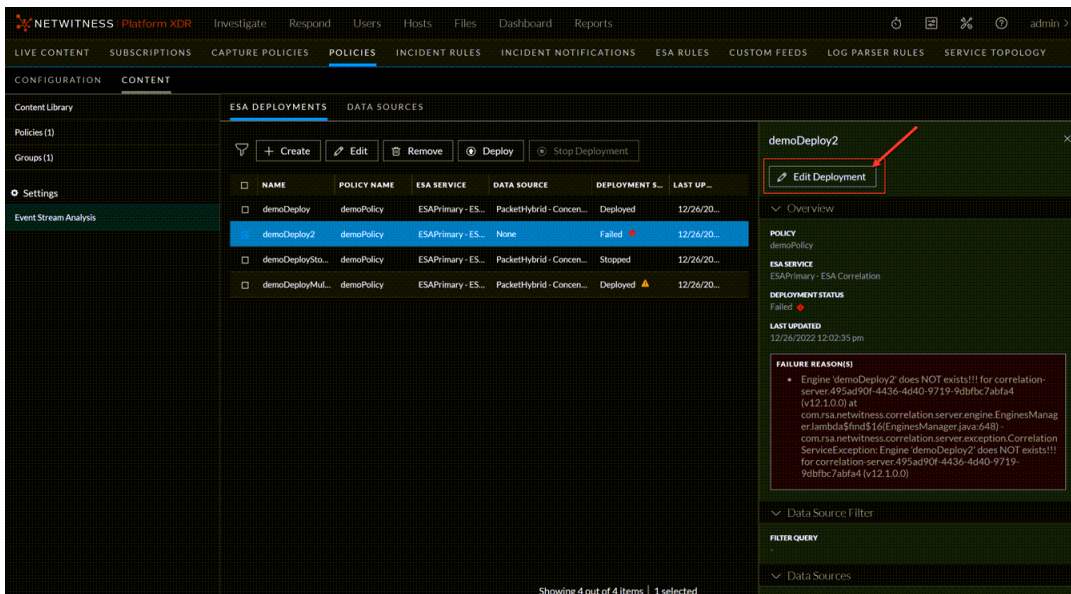 NETWITNESS Platform XDR Investigate Respond Users Hosts Files Dashboard Reports admin >
LIVE CONTENT SUBSCRIPTIONS CAPTURE POLICIES POLICIES INCIDENT RULES INCIDENT NOTIFICATIONS ESA RULES CUSTOM FEEDS LOG PARSER RULES SERVICE TOPOLOGY
CONFIGURATION CONTENT
Content Library
Policies (1)
Groups (1)
Settings
Event Stream Analysis
ESA DEPLOYMENTS DATA SOURCES
+ Create Edit Remove Deploy Stop Deployment
NAME POLICY NAME ESA SERVICE DATA SOURCE DEPLOYMENT S... LAST UP...
demoDeploy demoPolicy ESAPrimary - ES... PacketHybrid - Concen... Deployed 12/26/20...
demoDeploy2 demoPolicy ESAPrimary - ES... None Failed 12/26/20...
demoDeploySto... demoPolicy ESAPrimary - ES... PacketHybrid - Concen... Stopped 12/26/20...
demoDeployMul... demoPolicy ESAPrimary - ES... PacketHybrid - Concen... Deployed 12/26/20...
Showing 4 out of 4 items | 1 selected
demoDeploy2
Edit Deployment
Overview
POLICY
demoPolicy
ESA SERVICE
ESAPrimary - ESA Correlation
DEPLOYMENT STATUS
Failed
LAST UPDATED
12/26/2022 12:02:35 pm
FAILURE REASON(S)
• Engine 'demoDeploy2' does NOT exists!!! for correlation-
server.495ad90f-4436-4d40-9719-9dbfbc7abfa4
(v12.1.0.0) at
com.rsa.netwitness.correlation.server.engine.EnginesManag
er.lambda$find$16(EnginesManager.java:648) -
com.rsa.netwitness.correlation.server.exception.Correlation
ServiceException: Engine 'demoDeploy2' does NOT exists!!!
for correlation-server.495ad90f-4436-4d40-9719-
9dbfbc7abfa4 (v12.1.0.0)
Data Source Filter
FILTER QUERY
-
Data Sources